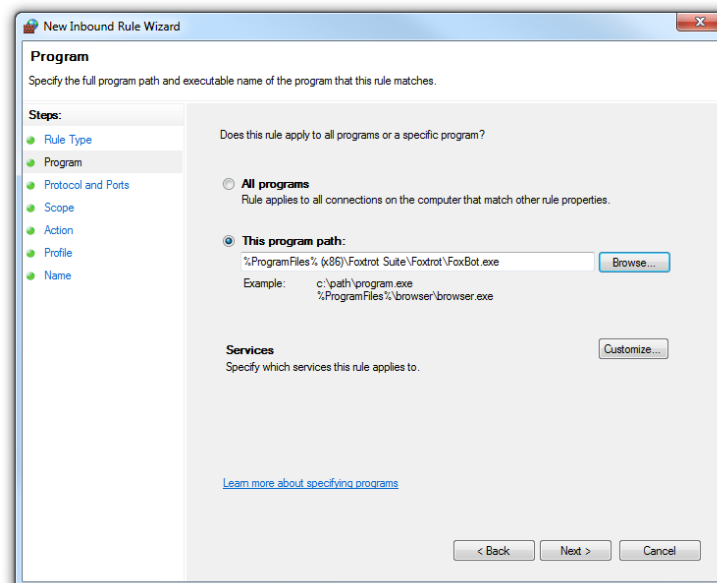 New Inbound Rule Wizard
X
Program
Specify the full program path and executable name of the program that this rule matches.
Steps:
Rule Type
Program
Protocol and Ports
Scope
Action
Profile
Name
Does this rule apply to all programs or a specific program?
All programs
Rule applies to all connections on the computer that match other rule properties.
This program path:
%ProgramFiles% (x86)\Foxtrot Suite\Foxtrot\FoxBot.exe
Browse...
Example: c:\path\program.exe
%ProgramFiles%\browser\browser.exe
Services
Customize...
Specify which services this rule applies to.
Learn more about specifying programs
< Back
Next >
Cancel